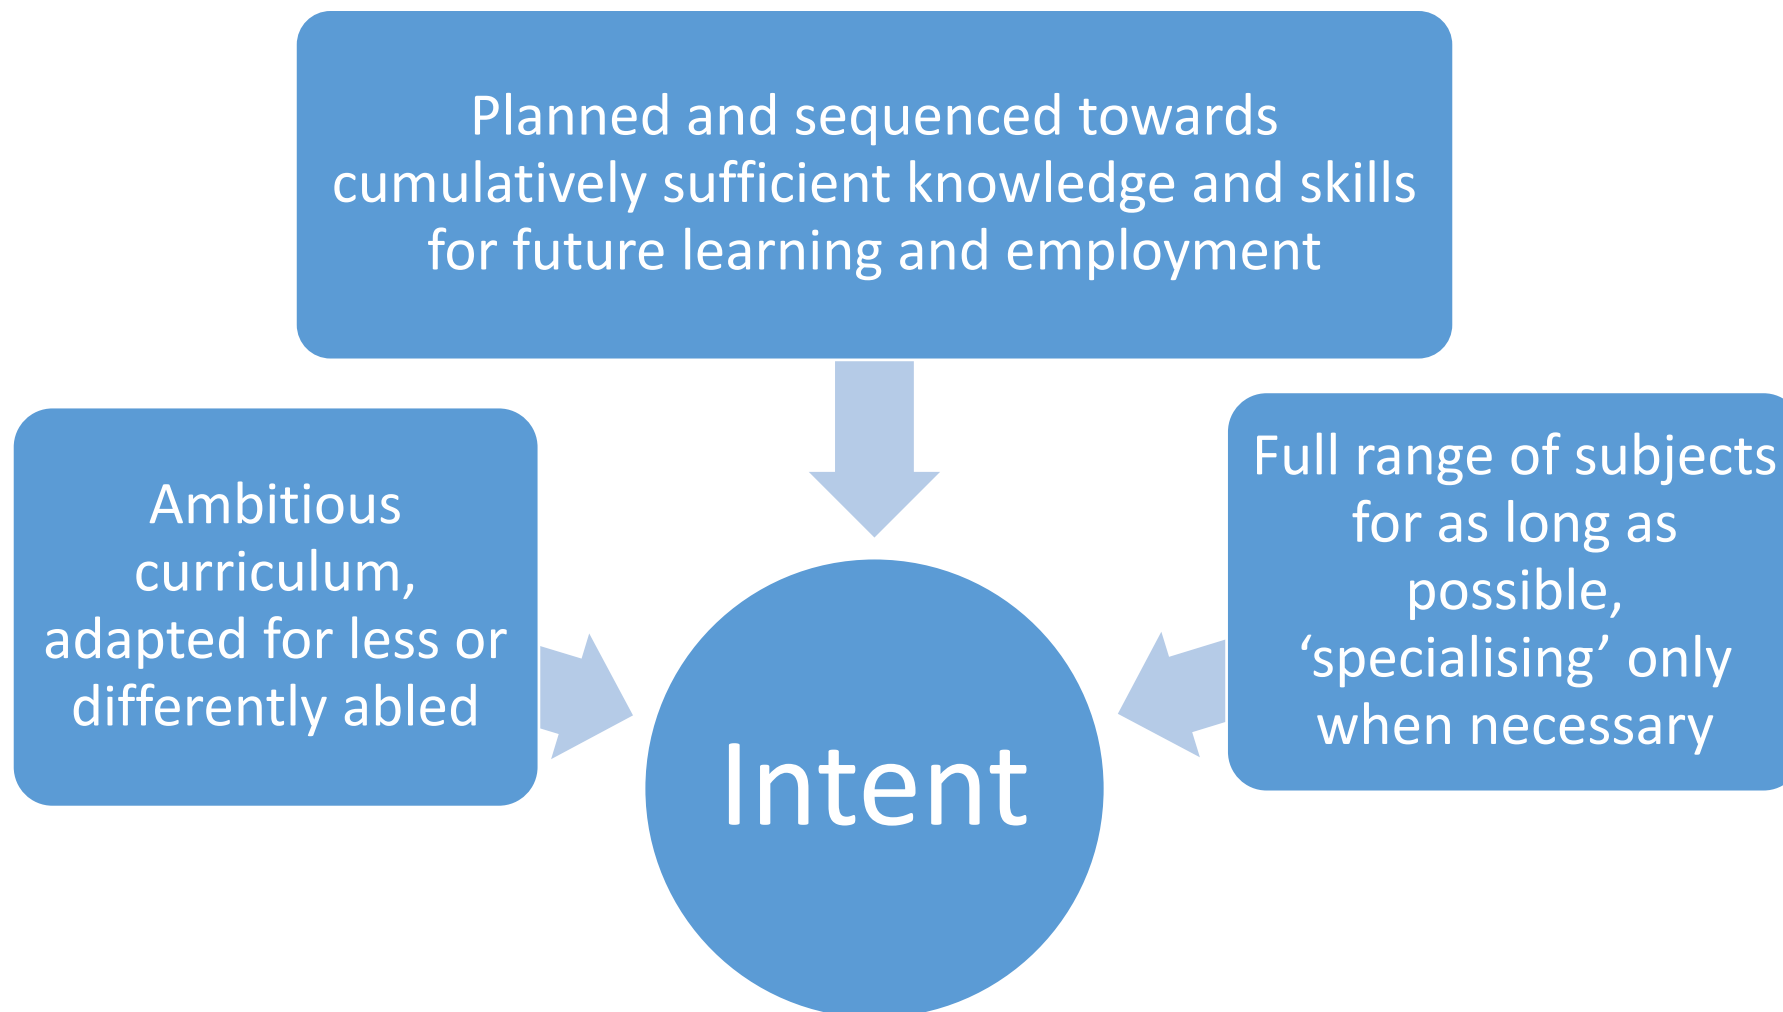 Planned and sequenced towards
cumulatively sufficient knowledge and skills
for future learning and employment
Ambitious
curriculum,
adapted for less or
differently abled
Full range of subjects
for as long as
possible,
‘specialising’ only
when necessary
Intent